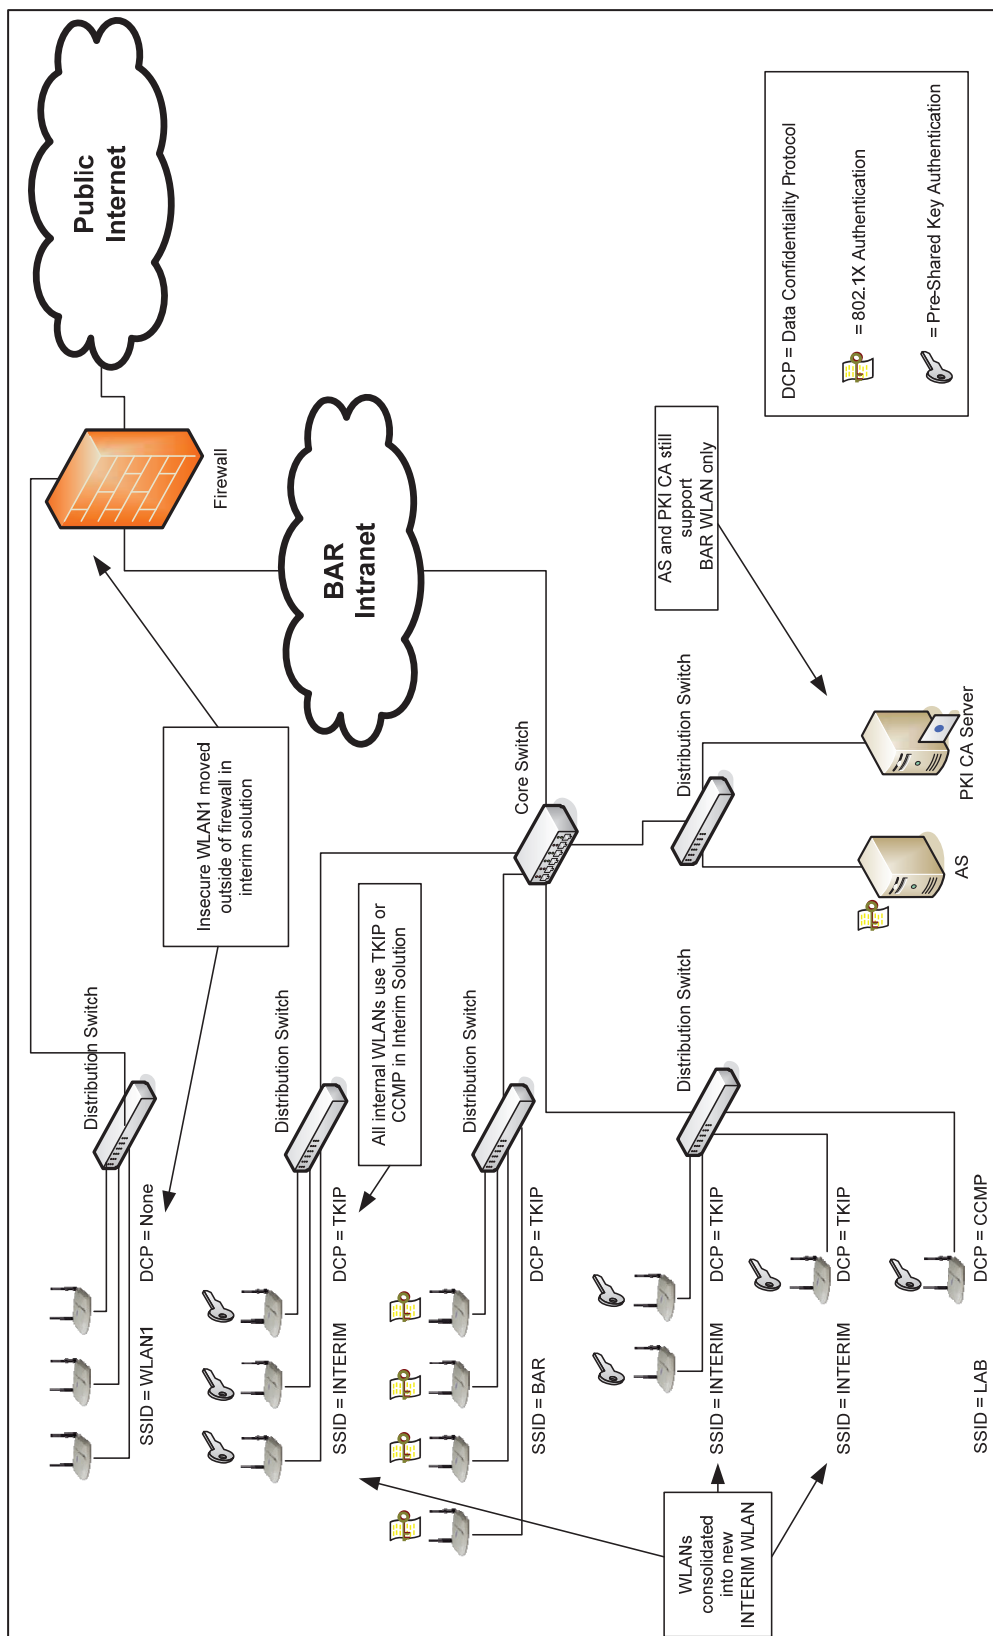 Public
Internet
Firewall
BAR
Intranet
Insecure WLAN1 moved
outside of firewall in
interim solution
Distribution Switch
DCP = None
SSID = WLAN1
Distribution Switch
DCP = TKIP
SSID = INTERIM
All internal WLANs use TKIP or
CCMP in Interim Solution
Distribution Switch
DCP = TKIP
SSID = BAR
Core Switch
Distribution Switch
DCP = TKIP
SSID = INTERIM
DCP = TKIP
SSID = INTERIM
DCP = CCMP
SSID = LAB
WLANs
consolidated
into new
INTERIM WLAN
Distribution Switch
AS
PKI CA Server
AS and PKI CA still
support
BAR WLAN only
DCP = Data Confidentiality Protocol
= 802.1X Authentication
= Pre-Shared Key Authentication